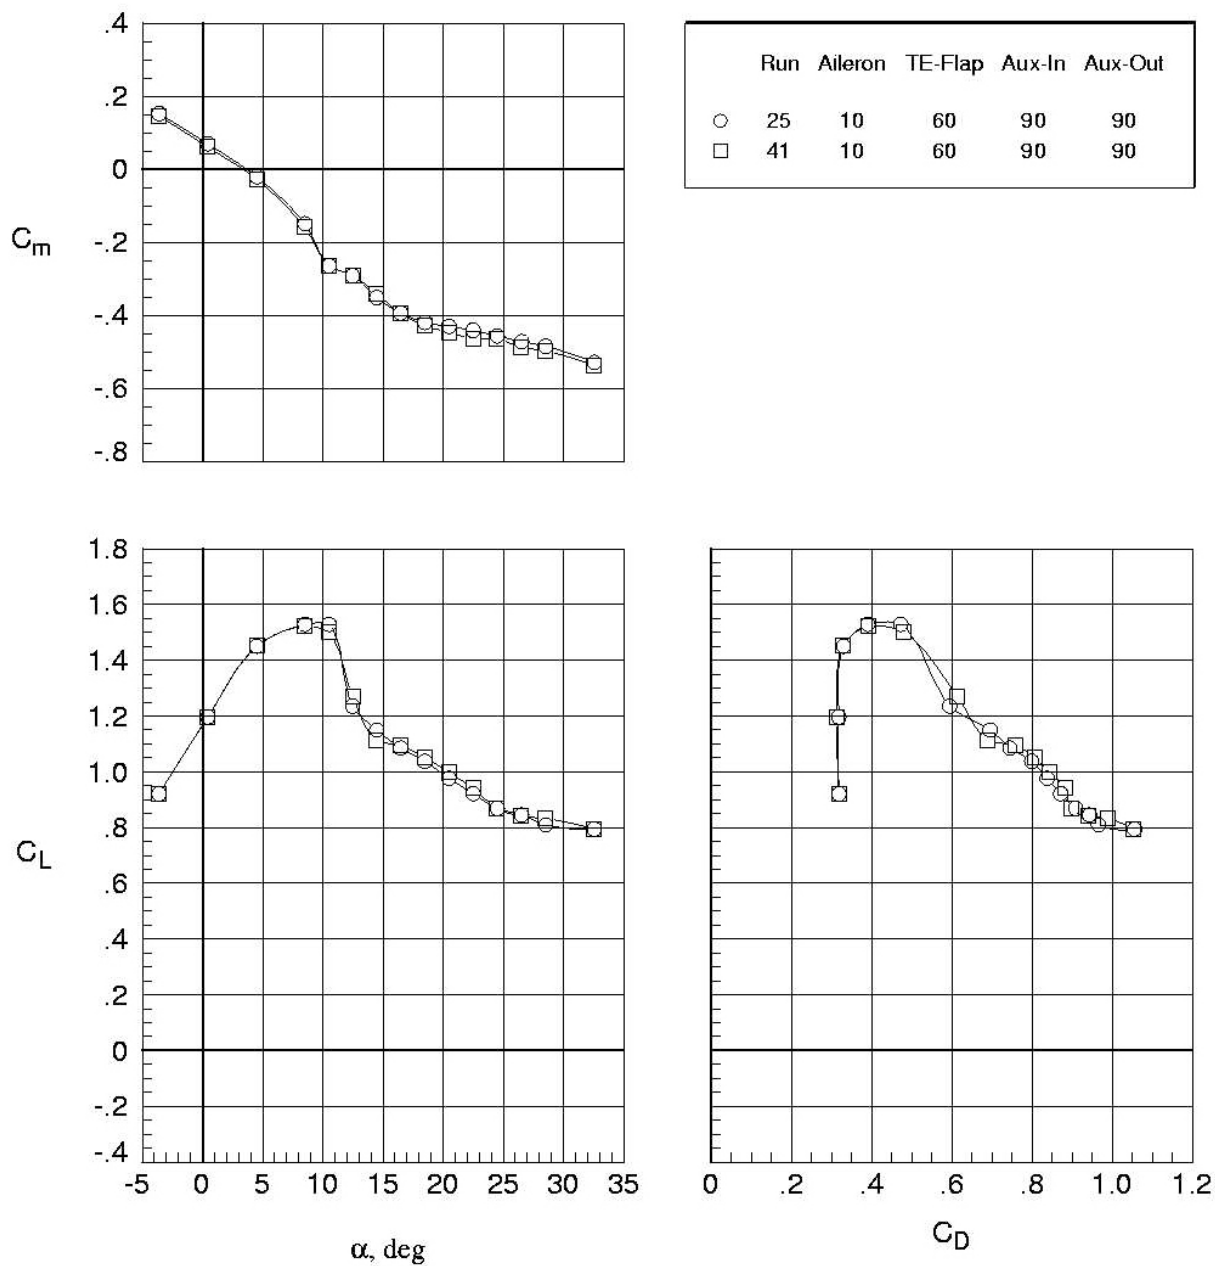 .4
.2
0
-.2
-.4
-.6
-.8
Cm
Run Aileron TE-Flap Aux-In Aux-Out
25 10 60 90 90
41 10 60 90 90
1.8
1.6
1.4
1.2
1.0
.8
.6
.4
.2
0
-.2
-.4
CL
-5 0 5 10 15 20 25 30 35
α, deg
0 .2 .4 .6 .8 1.0 1.2
CD